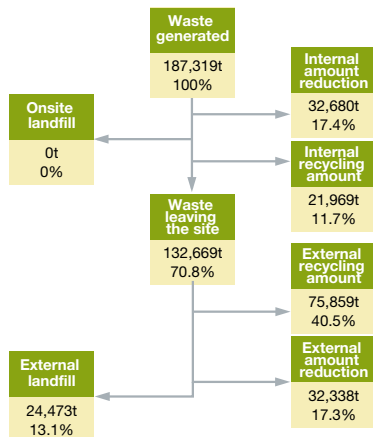 Waste
generated
187,319t
100%
Internal
amount
reduction
32,680t
17.4%
Onsite
landfill
0t
0%
Internal
recycling
amount
21,969t
11.7%
Waste
leaving
the site
132,669t
70.8%
External
recycling
amount
75,859t
40.5%
External
amount
reduction
32,338t
17.3%
External
landfill
24,473t
13.1%